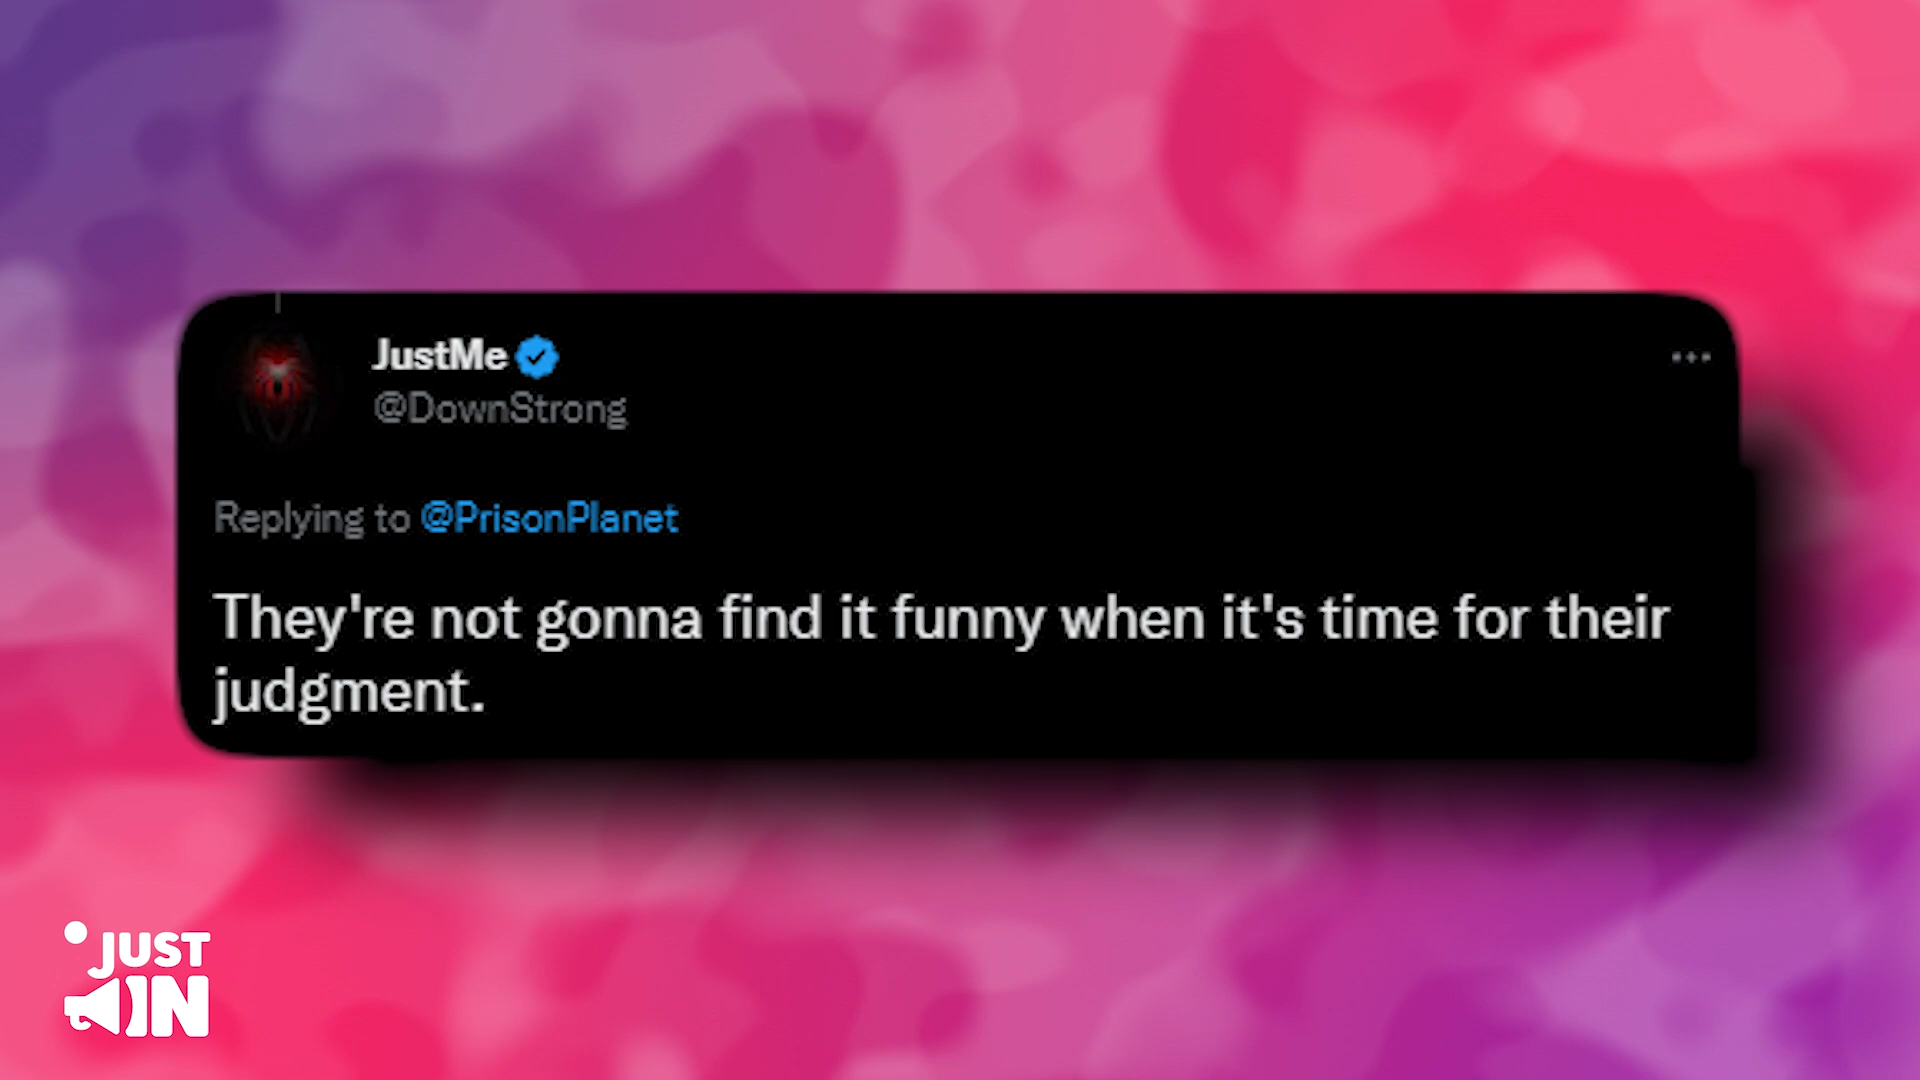 JustMe
@DownStrong
Replying to @PrisonPlanet
They're not gonna find it funny when it's time for their
judgment.
JUST
IN